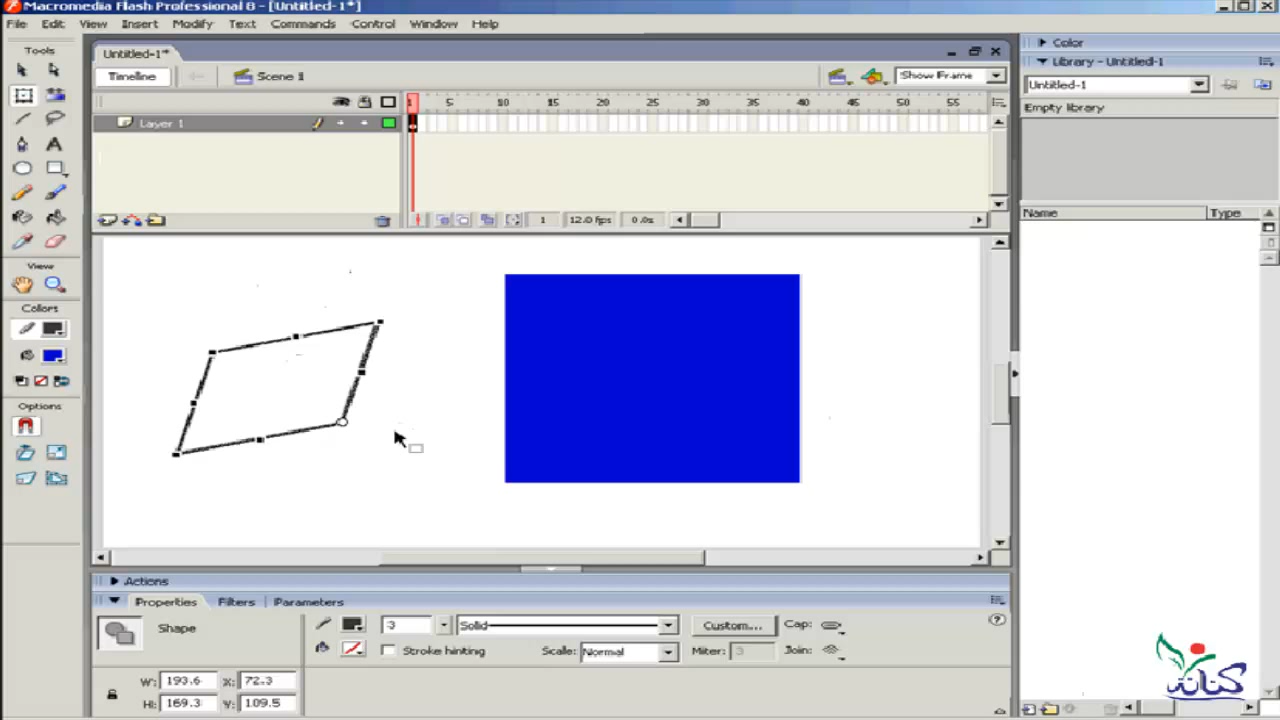 Macromedia Flash Professional 8 - [Untitled-1*]
File Edit View Insert Modify Text Commands Control Window Help
Tools
Untitled-1*
Timeline
Scene 1
Show Frame
1 5 10 15 20 25 30 35 40 45 50 55
Layer 1
1 12.0 fps 0.0s
View
Colors
Options
Color
Library - Untitled-1
Untitled-1
Empty library
Name Type
Actions
Properties Filters Parameters
Shape
3 Solid Custom... Cap:
Stroke hinting Scale: Normal Miter: 3 Join:
W: 193.6 X: 72.3
H: 169.3 Y: 109.5
كنانة